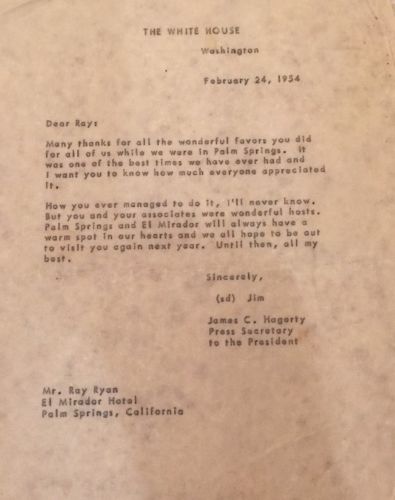 THE WHITE HOUSE
Washington
February 24, 1954
Dear Ray:
Many thanks for all the wonderful favors you did
for all of us while we were in Palm Springs. It
was one of the best times we have ever had and
I want you to know how much everyone appreciated
it.
How you ever managed to do it, I'll never know.
But you and your associates were wonderful hosts.
Palm Springs and El Mirador will always have a
warm spot in our hearts and we all hope to be out
to visit you again next year. Until then, all my
best.
Sincerely,
(sd) Jim
James C. Hagerty
Press Secretary
to the President
Mr. Ray Ryan
El Mirador Hotel
Palm Springs, California